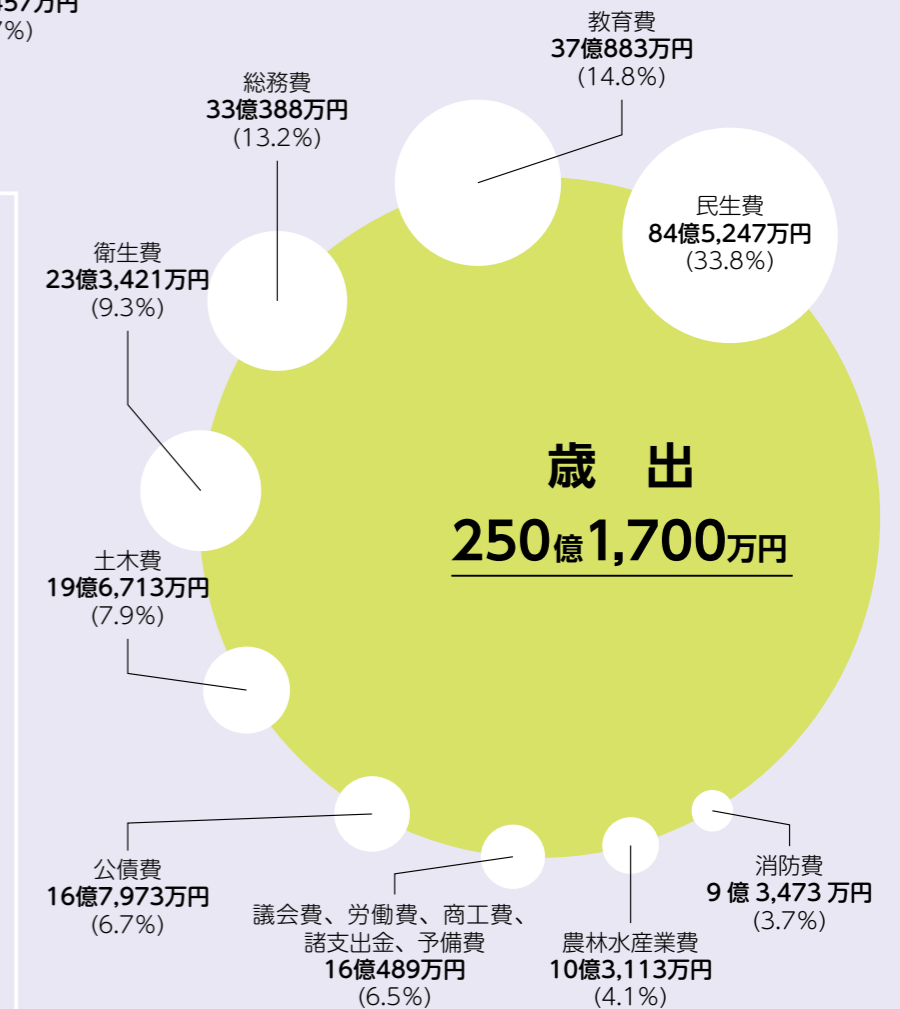 457万円
7%)
教育費
37億883万円
(14.8%)
総務費
33億388万円
(13.2%)
民生費
84億5,247万円
(33.8%)
衛生費
23億3,421万円
(9.3%)
歳 出
250億1,700万円
土木費
19億6,713万円
(7.9%)
公債費
16億7,973万円
(6.7%)
議会費、労働費、商工費、
諸支出金、予備費
16億489万円
(6.5%)
農林水産業費
10億3,113万円
(4.1%)
消防費
9億3,473万円
(3.7%)